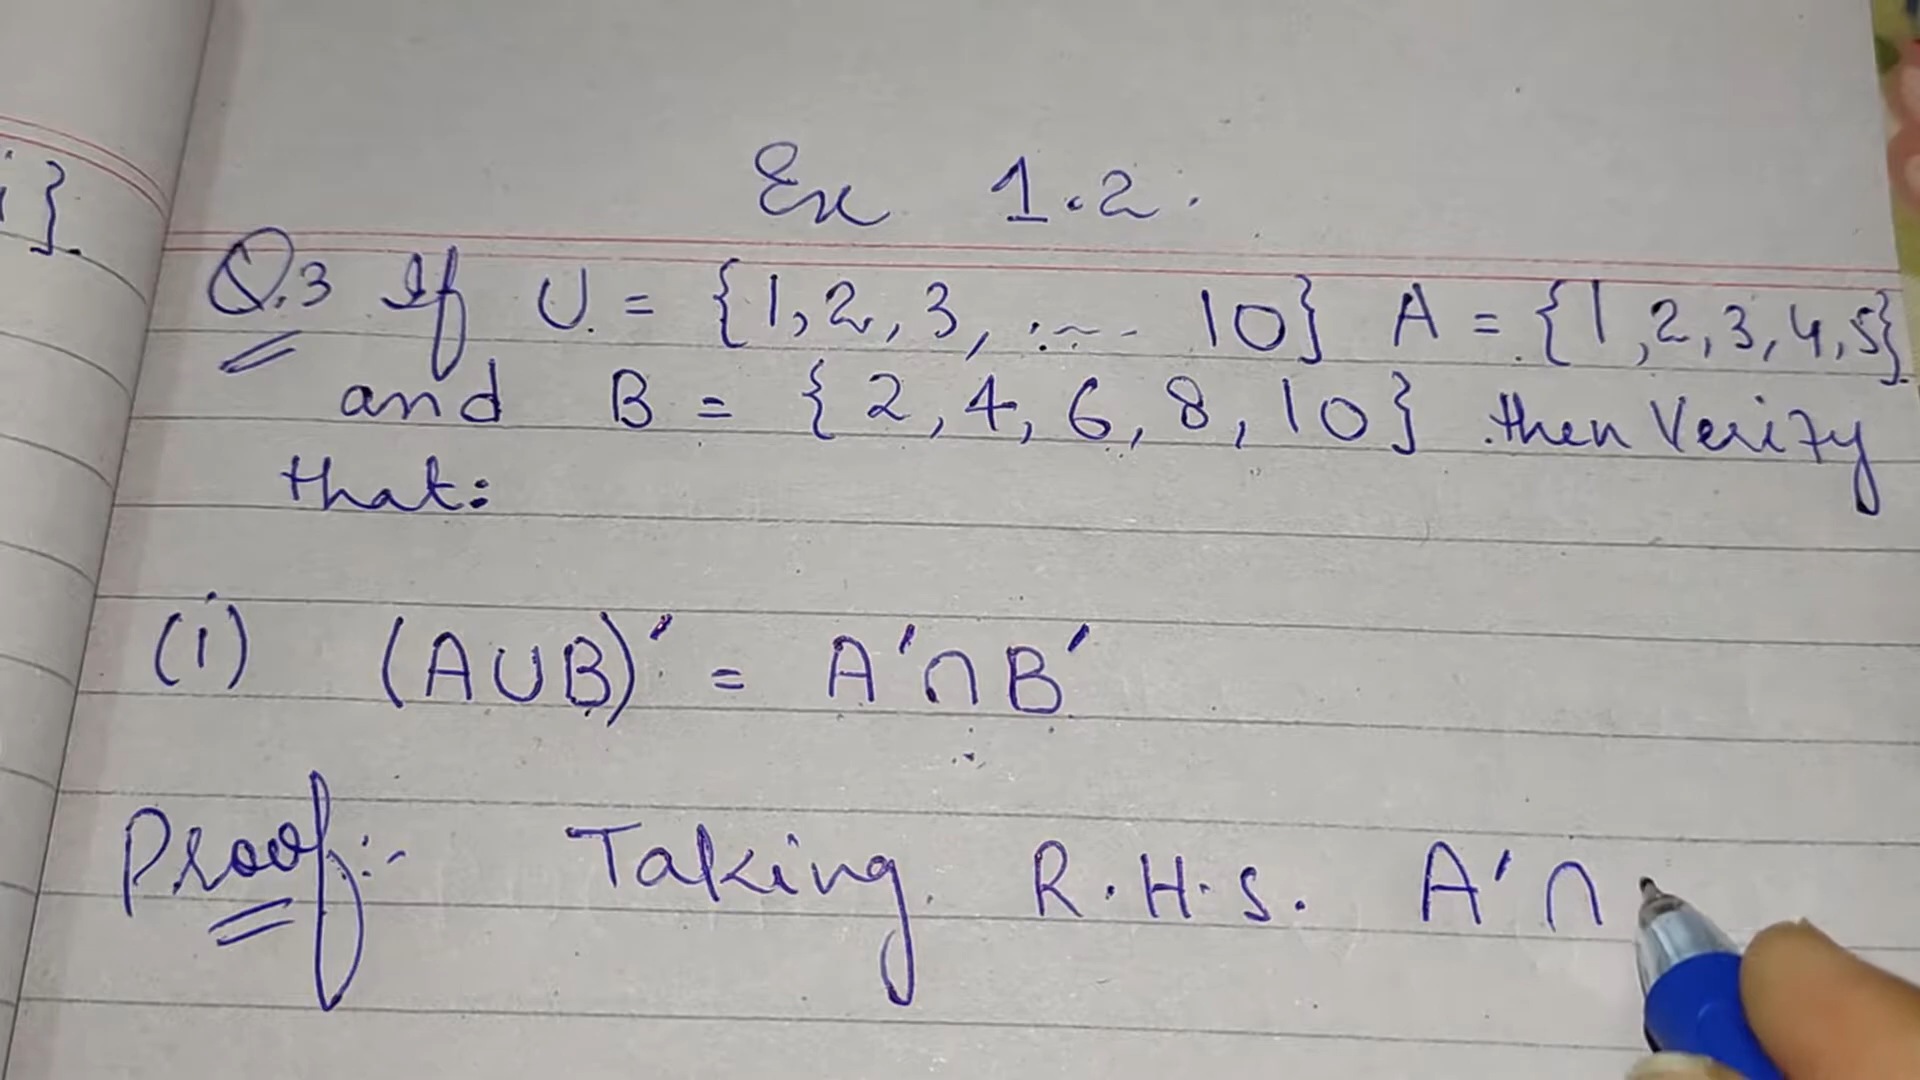 }
Ex 1.2.
Q.3 If U = {1,2,3,.... 10} A = {1,2,3,4,5}
and B = {2,4,6,8,10} then Verify
that:
(i) (A∪B)′ = A′∩B′
Proof:- Taking R.H.S. A′∩